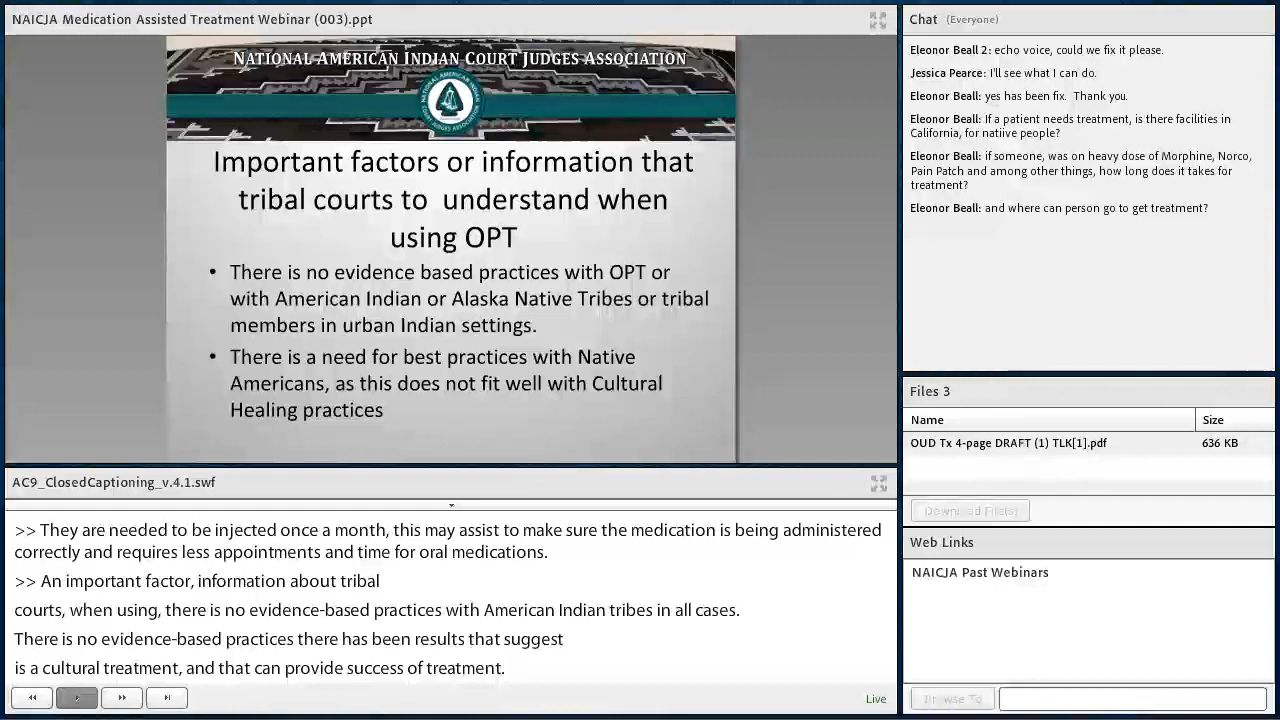 NAICJA Medication Assisted Treatment Webinar (003).ppt
NATIONAL AMERICAN INDIAN COURT JUDGES ASSOCIATION
Important factors or information that
tribal courts to understand when
using OPT
• There is no evidence based practices with OPT or
with American Indian or Alaska Native Tribes or tribal
members in urban Indian settings.
• There is a need for best practices with Native
Americans, as this does not fit well with Cultural
Healing practices
AC9_ClosedCaptioning_v.4.1.swf
>> They are needed to be injected once a month, this may assist to make sure the medication is being administered
correctly and requires less appointments and time for oral medications.
>> An important factor, information about tribal
courts, when using, there is no evidence-based practices with American Indian tribes in all cases.
There is no evidence-based practices there has been results that suggest
is a cultural treatment, and that can provide success of treatment.
Live
Chat (Everyone)
Eleonor Beall 2: echo voice, could we fix it please.
Jessica Pearce: I'll see what I can do.
Eleonor Beall: yes has been fix. Thank you.
Eleonor Beall: If a patient needs treatment, is there facilities in
California, for natiive people?
Eleonor Beall: if someone, was on heavy dose of Morphine, Norco,
Pain Patch and among other things, how long does it takes for
treatment?
Eleonor Beall: and where can person go to get treatment?
Files 3
Name Size
OUD Tx 4-page DRAFT (1) TLK[1].pdf 636 KB
Download File(s)
Web Links
NAICJA Past Webinars
Browse To